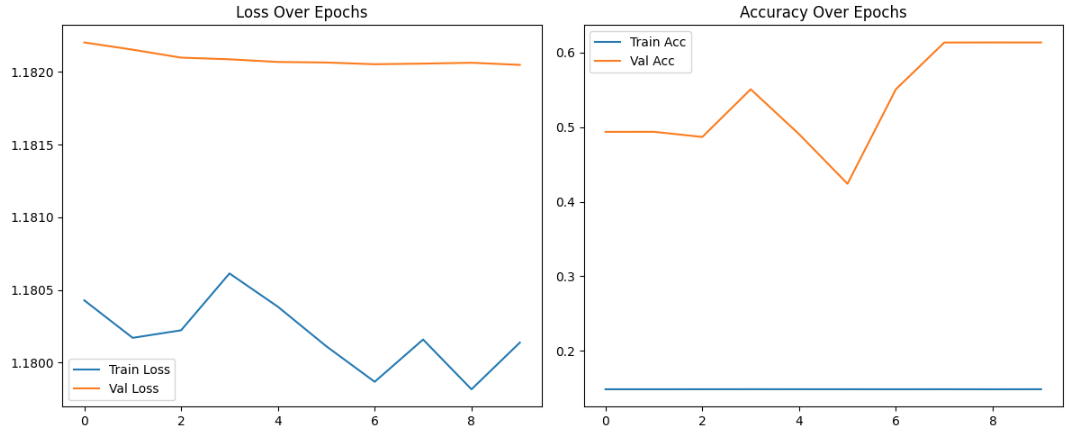 Loss Over Epochs
1.1820
1.1815
1.1810
1.1805
1.1800
Train Loss
Val Loss
0 2 4 6 8
Accuracy Over Epochs
Train Acc
Val Acc
0.6
0.5
0.4
0.3
0.2
0 2 4 6 8